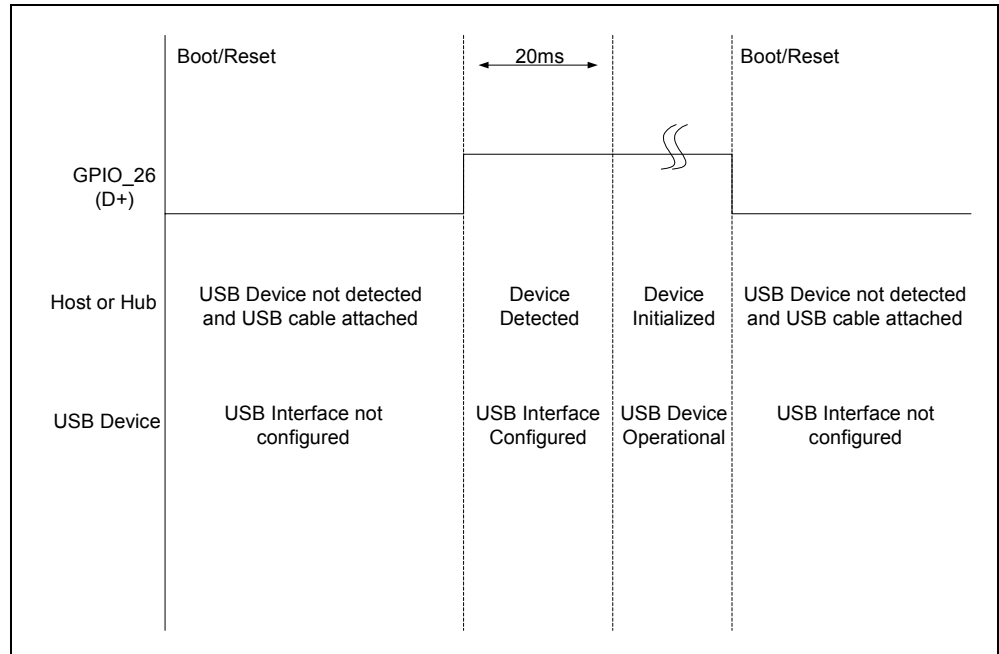 Boot/Reset
20ms
Boot/Reset
GPIO_26
(D+)
Host or Hub
USB Device not detected
and USB cable attached
Device
Detected
Device
Initialized
USB Device not detected
and USB cable attached
USB Device
USB Interface not
configured
USB Interface
Configured
USB Device
Operational
USB Interface not
configured